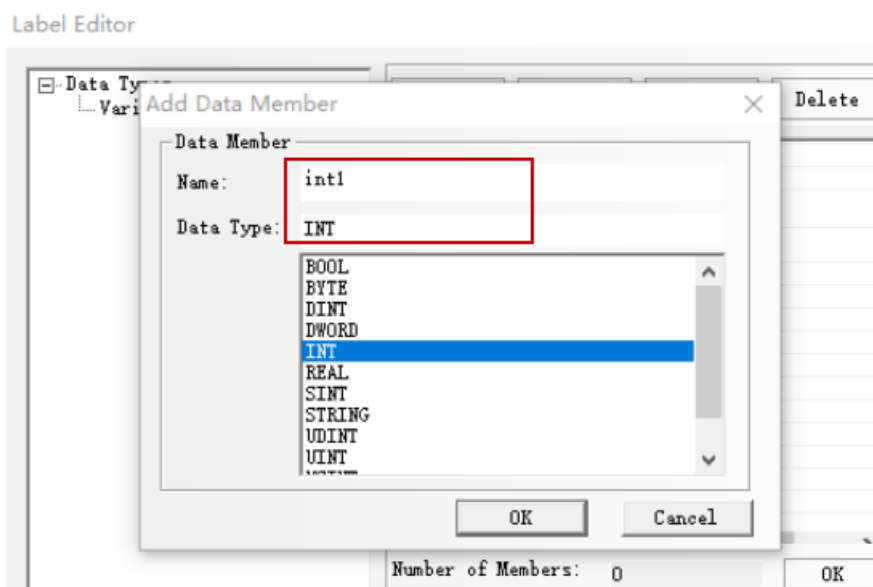 Label Editor
Data Types
Vari
Add Data Member
Delete
Data Member
Name: int1
Data Type: INT
BOOL
BYTE
DINT
DWORD
INT
REAL
SINT
STRING
UDINT
UINT
OK Cancel
Number of Members: 0 OK